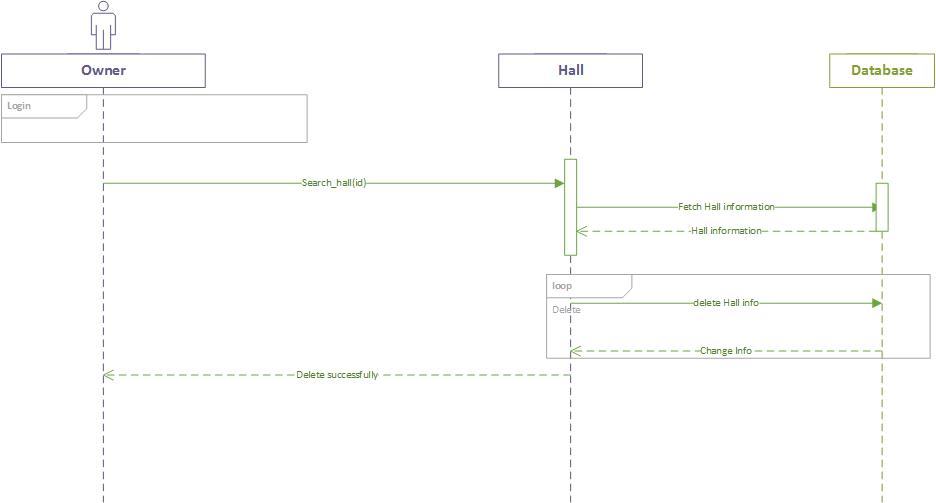 Owner
Hall
Database
Login
Search_hall(id)
Fetch Hall information
Hall information
loop
delete Hall info
Delete
Change Info
Delete successfully